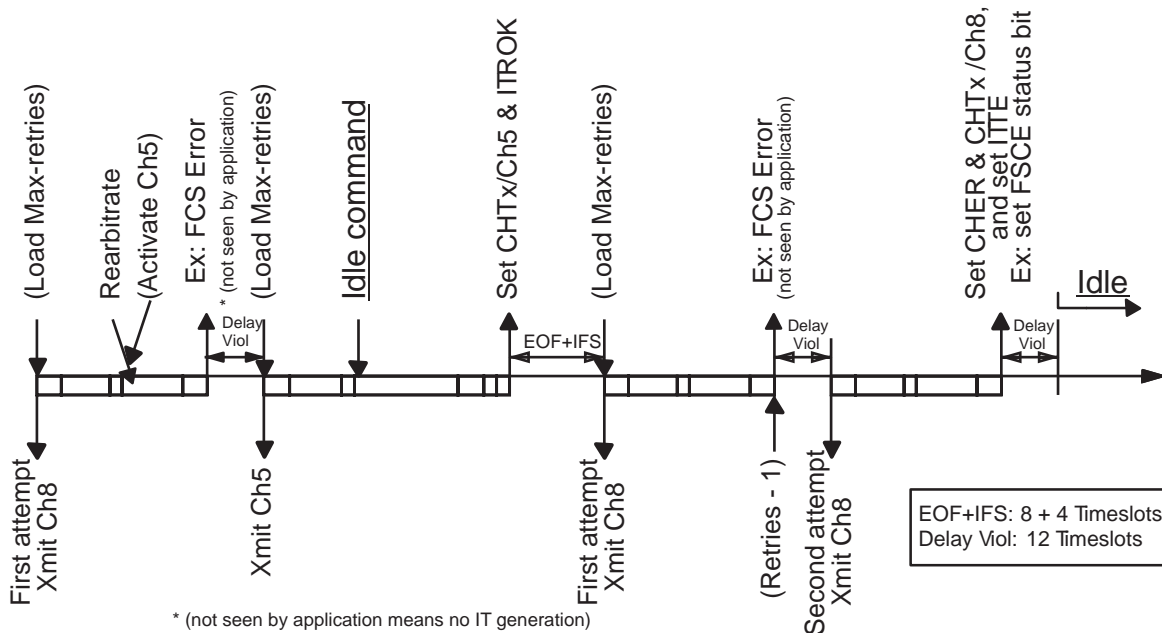 (Load Max-retries)
Rearbitrate
(Activate Ch5)
Ex: FCS Error
* (not seen by application)
(Load Max-retries)
Idle command
Set CHTx/Ch5 & ITROK
(Load Max-retries)
Ex: FCS Error
(not seen by application)
Set CHER & CHTx /Ch8,
and set ITTE
Ex: set FSCE status bit
Idle
Delay
Viol
EOF+IFS
Delay
Viol
Delay
Viol
First attempt
Xmit Ch8
Xmit Ch5
First attempt
Xmit Ch8
(Retries - 1)
Second attempt
Xmit Ch8
EOF+IFS: 8 + 4 Timeslots
Delay Viol: 12 Timeslots
* (not seen by application means no IT generation)